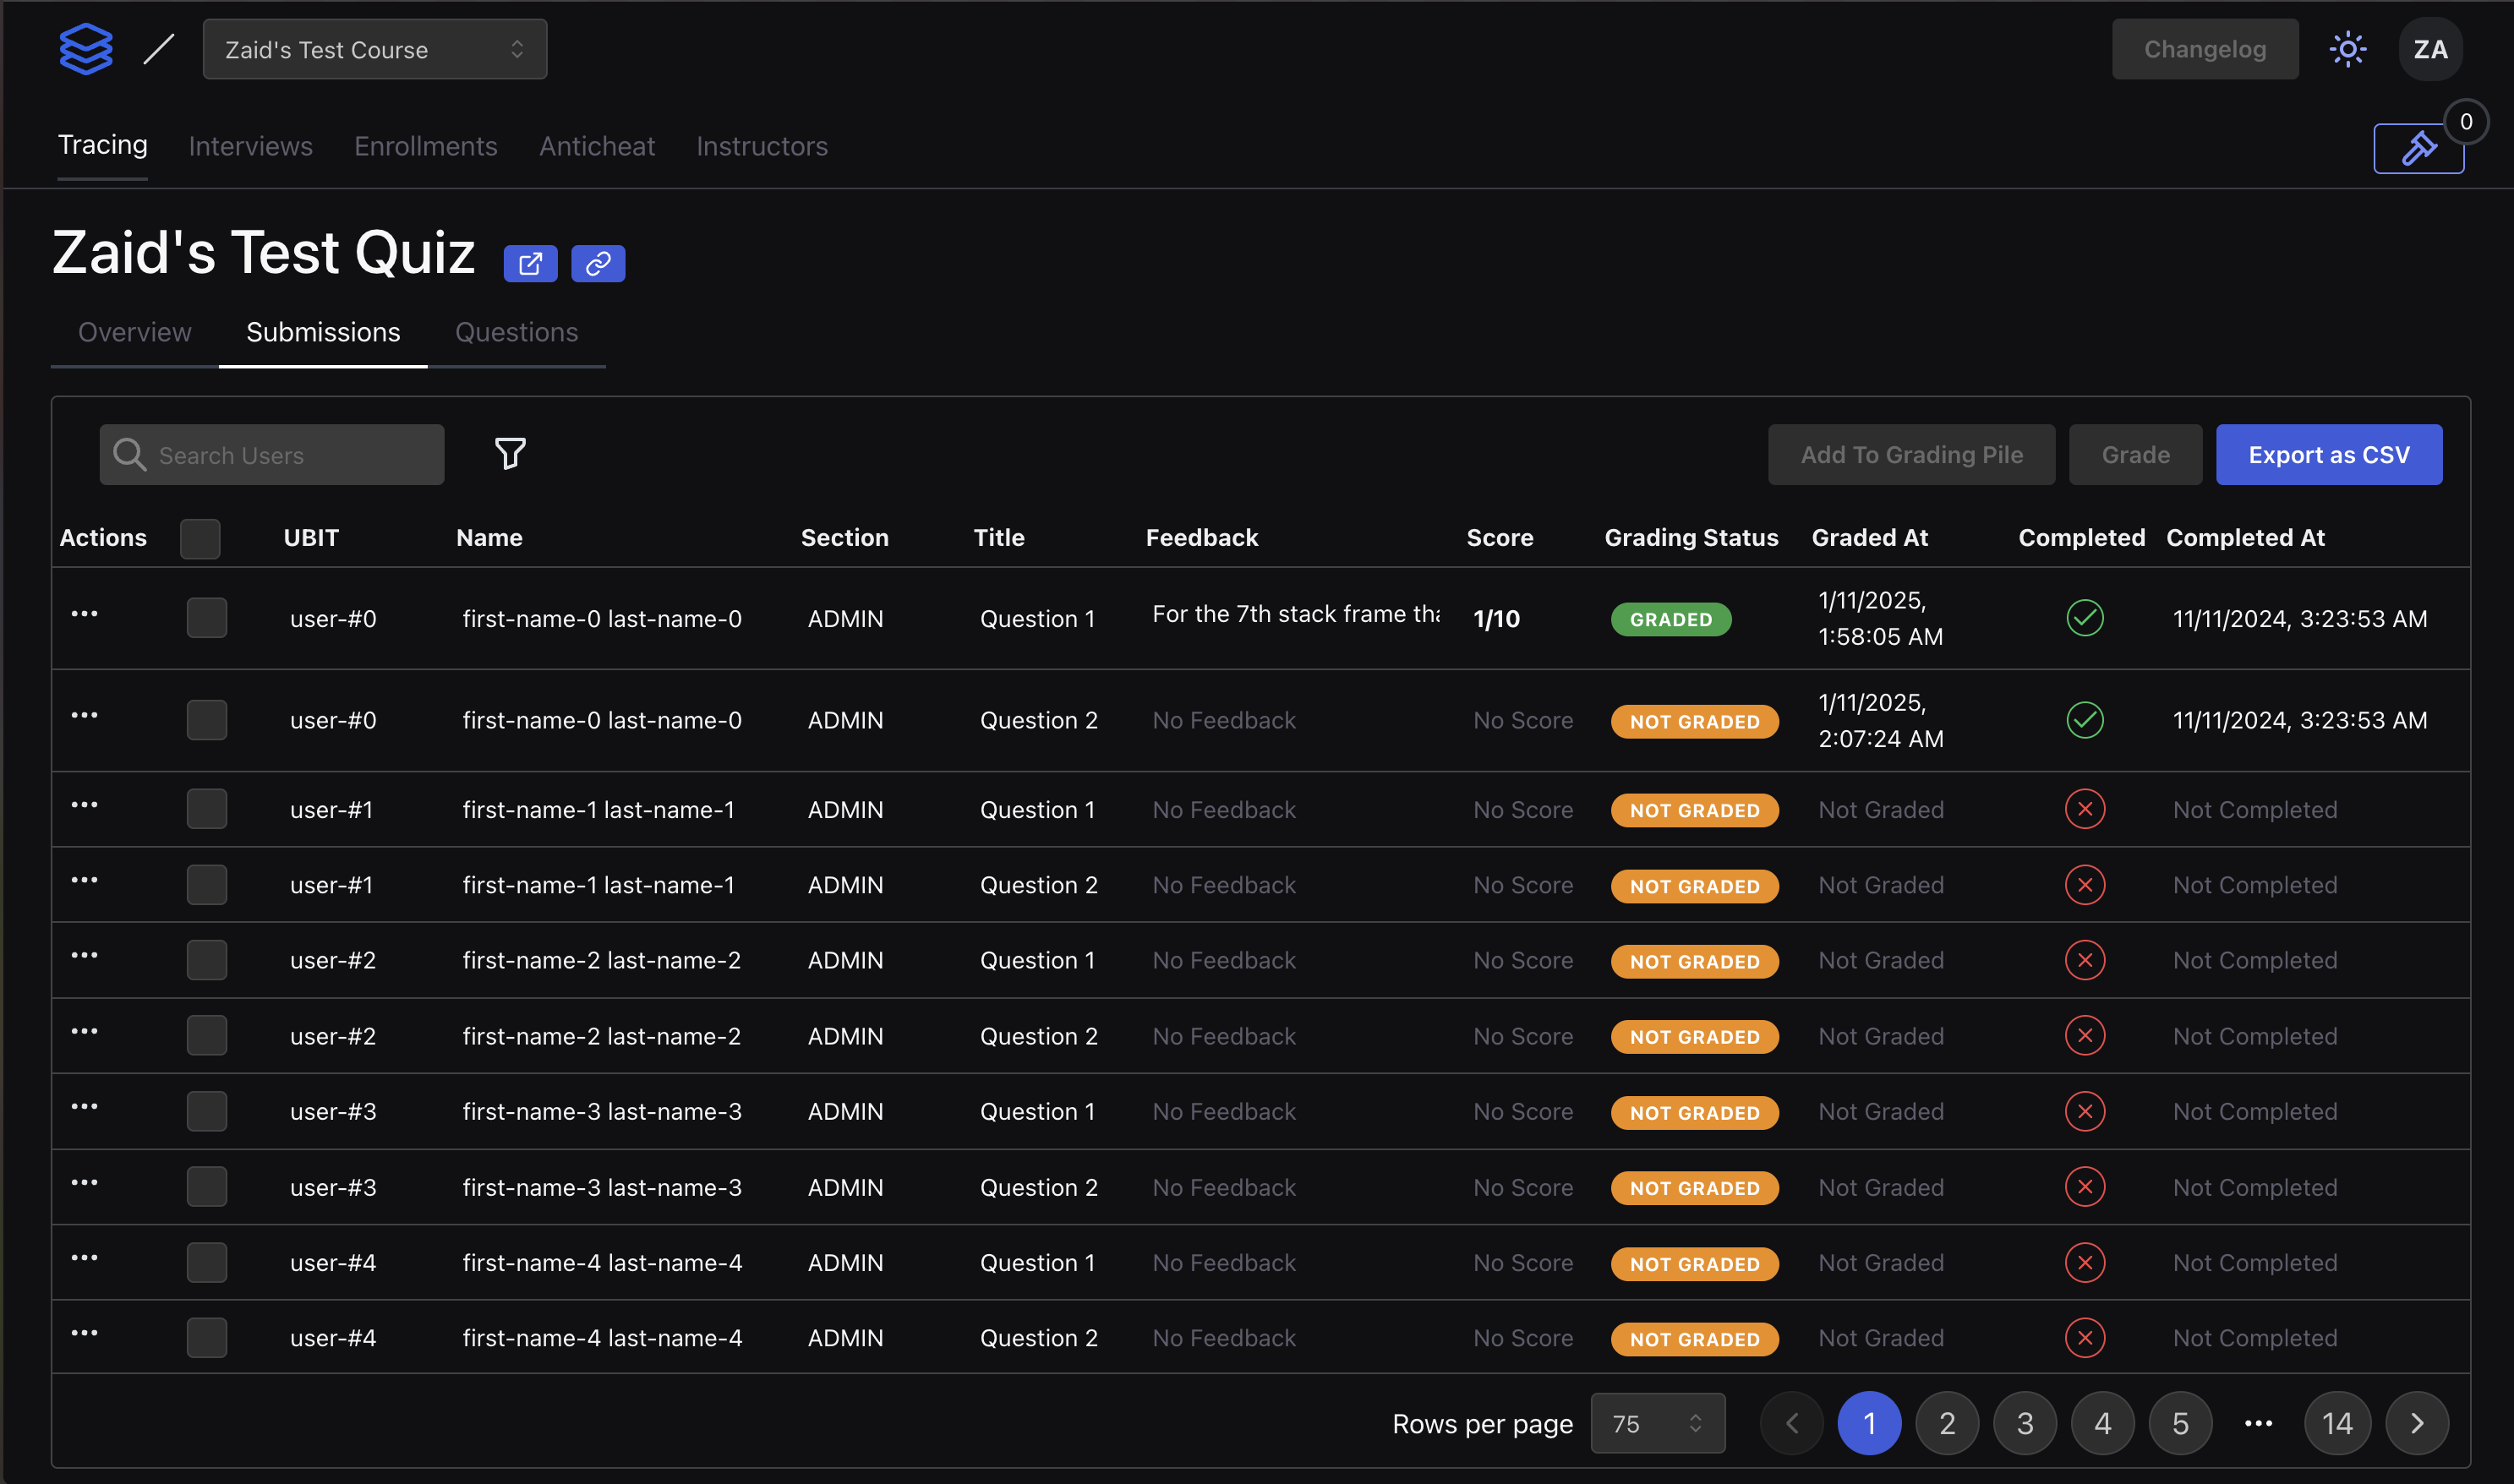 Zaid's Test Course
Changelog
ZA
Tracing Interviews Enrollments Anticheat Instructors
0
Zaid's Test Quiz
Overview Submissions Questions
Search Users
Add To Grading Pile Grade Export as CSV
Actions UBIT Name Section Title Feedback Score Grading Status Graded At Completed Completed At
user-#0 first-name-0 last-name-0 ADMIN Question 1 For the 7th stack frame 1/10 GRADED 1/11/2025, 1:58:05 AM 11/11/2024, 3:23:53 AM
user-#0 first-name-0 last-name-0 ADMIN Question 2 No Feedback No Score NOT GRADED 1/11/2025, 2:07:24 AM 11/11/2024, 3:23:53 AM
user-#1 first-name-1 last-name-1 ADMIN Question 1 No Feedback No Score NOT GRADED Not Graded Not Completed
user-#1 first-name-1 last-name-1 ADMIN Question 2 No Feedback No Score NOT GRADED Not Graded Not Completed
user-#2 first-name-2 last-name-2 ADMIN Question 1 No Feedback No Score NOT GRADED Not Graded Not Completed
user-#2 first-name-2 last-name-2 ADMIN Question 2 No Feedback No Score NOT GRADED Not Graded Not Completed
user-#3 first-name-3 last-name-3 ADMIN Question 1 No Feedback No Score NOT GRADED Not Graded Not Completed
user-#3 first-name-3 last-name-3 ADMIN Question 2 No Feedback No Score NOT GRADED Not Graded Not Completed
user-#4 first-name-4 last-name-4 ADMIN Question 1 No Feedback No Score NOT GRADED Not Graded Not Completed
user-#4 first-name-4 last-name-4 ADMIN Question 2 No Feedback No Score NOT GRADED Not Graded Not Completed
Rows per page 75 1 2 3 4 5 ••• 14